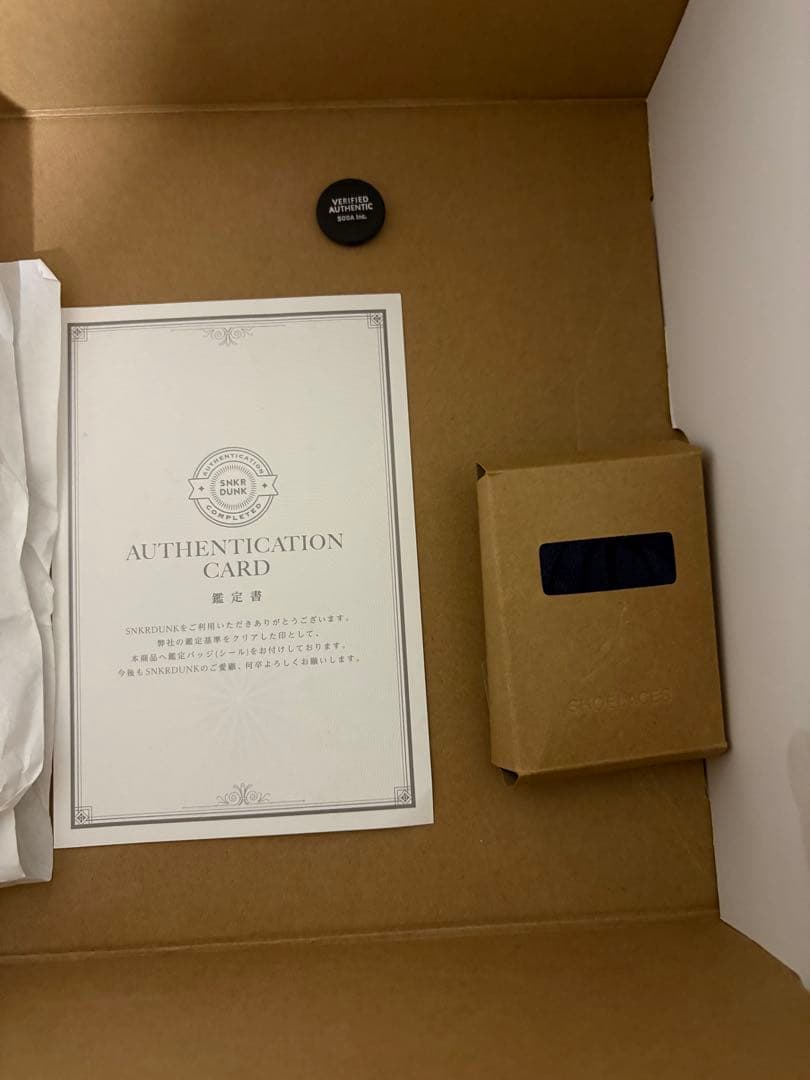 VERIFIED
AUTHENTIC
SODA Inc.
AUTHENTICATION
SNKR
DUNK
COMPLETED
AUTHENTICATION
CARD
鑑定書
SNKRDUNKをご利用いただきありがとうございます。
弊社の鑑定基準をクリアした印として、
本商品へ鑑定バッジ(シール)をお付けしております。
今後もSNKRDUNKのご愛顧、何卒よろしくお願いします。
SHOELACES